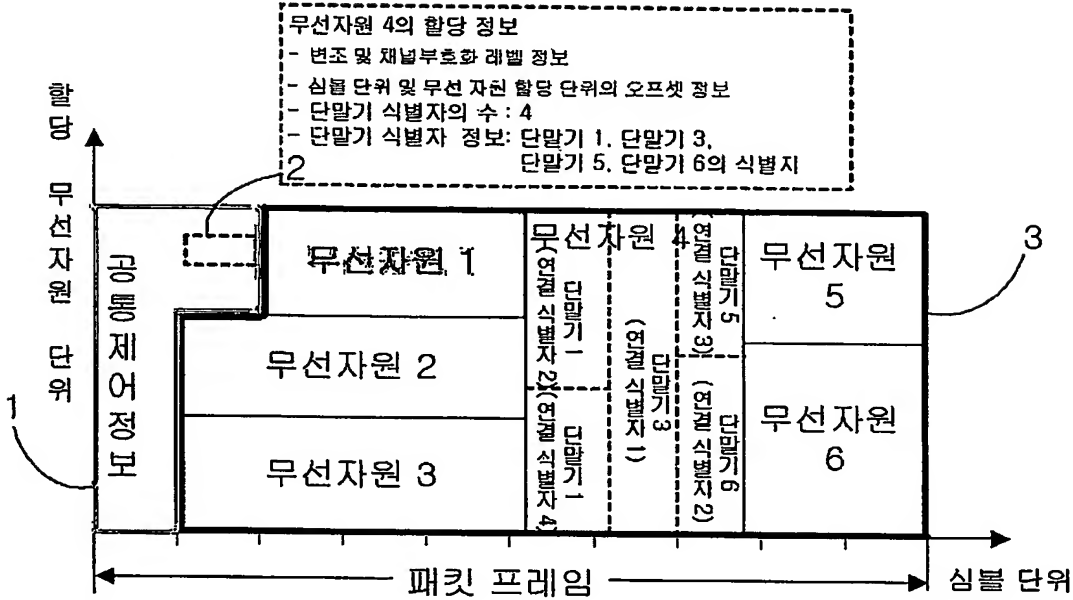 무선자원 4의 할당 정보
- 변조 및 채널부호화 레벨 정보
- 심볼 단위 및 무선 자원 할당 단위의 오프셋 정보
- 단말기 식별자의 수 : 4
- 단말기 식별자 정보: 단말기 1, 단말기 3,
단말기 5, 단말기 6의 식별자
할당 무선자원 단위
2
1
3
공통제어정보
무선자원 1
무선자원 2
무선자원 3
무선자원 4
단말기 1
(연결 식별자 2)
단말기 1
(연결 식별자 4)
단말기 3
(연결 식별자 1)
단말기 5
(연결 식별자 3)
단말기 6
(연결 식별자 2)
무선자원
5
무선자원
6
패킷 프레임
심볼 단위